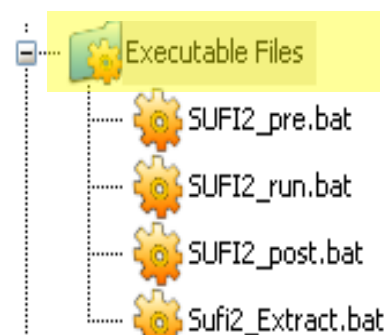 Executable Files
SUFI2_pre.bat
SUFI2_run.bat
SUFI2_post.bat
Sufi2_Extract.bat